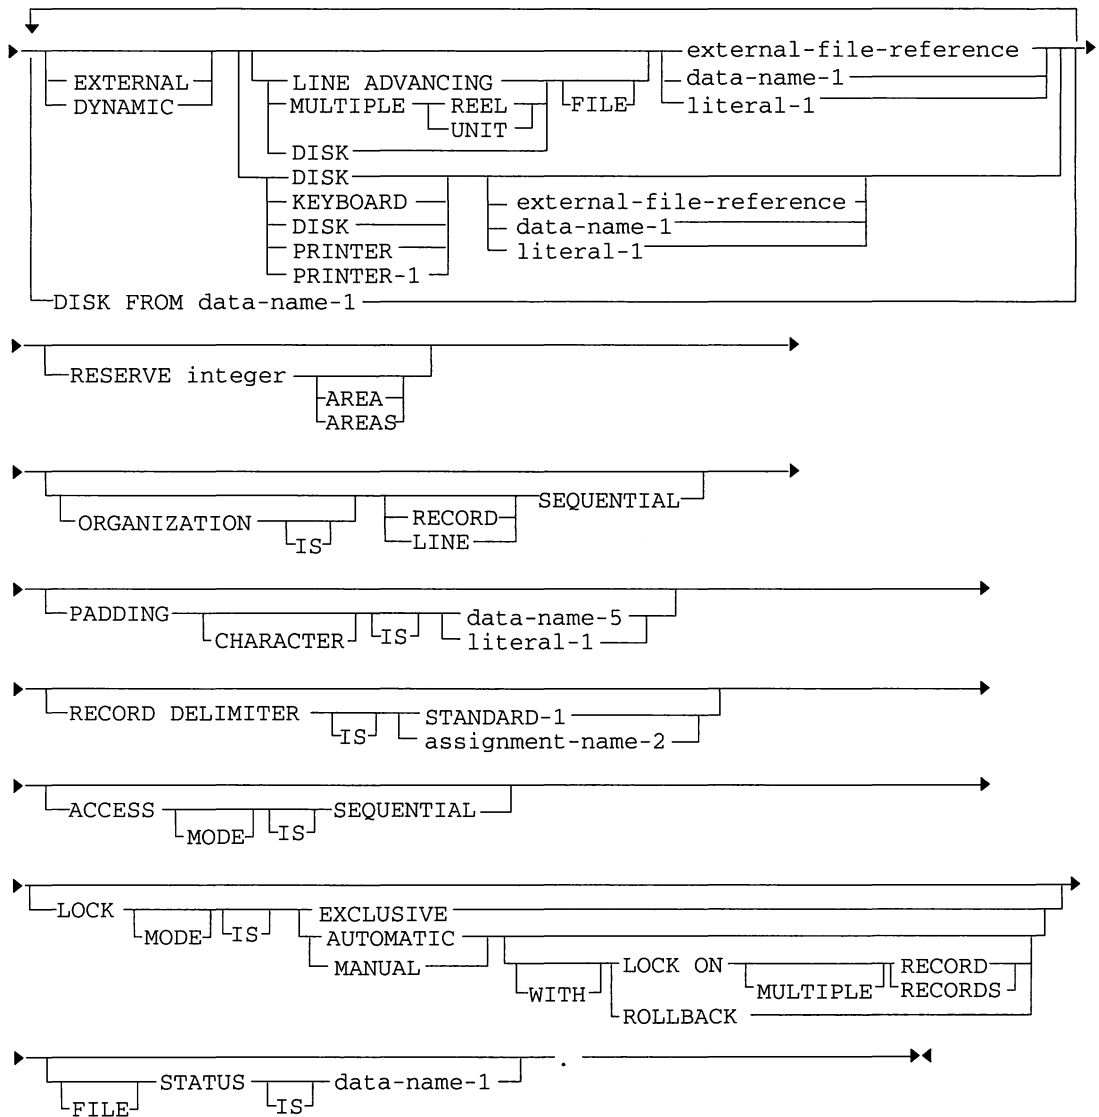 external-file-reference
EXTERNAL LINE ADVANCING data-name-1
DYNAMIC MULTIPLE REEL FILE literal-1
UNIT
DISK
DISK
KEYBOARD external-file-reference
DISK data-name-1
PRINTER literal-1
PRINTER-1
DISK FROM data-name-1
RESERVE integer
AREA
AREAS
SEQUENTIAL
ORGANIZATION RECORD
IS LINE
PADDING data-name-5
CHARACTER IS literal-1
RECORD DELIMITER STANDARD-1
IS assignment-name-2
ACCESS SEQUENTIAL
MODE IS
LOCK EXCLUSIVE
MODE IS AUTOMATIC
MANUAL LOCK ON RECORD
WITH MULTIPLE RECORDS
ROLLBACK
STATUS data-name-1 .
FILE IS